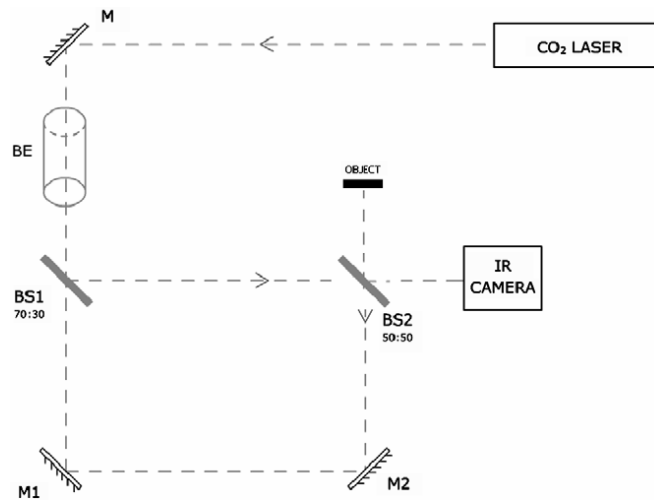 M
CO₂ LASER
BE
OBJECT
IR
CAMERA
BS1
70:30
BS2
50:50
M1
M2